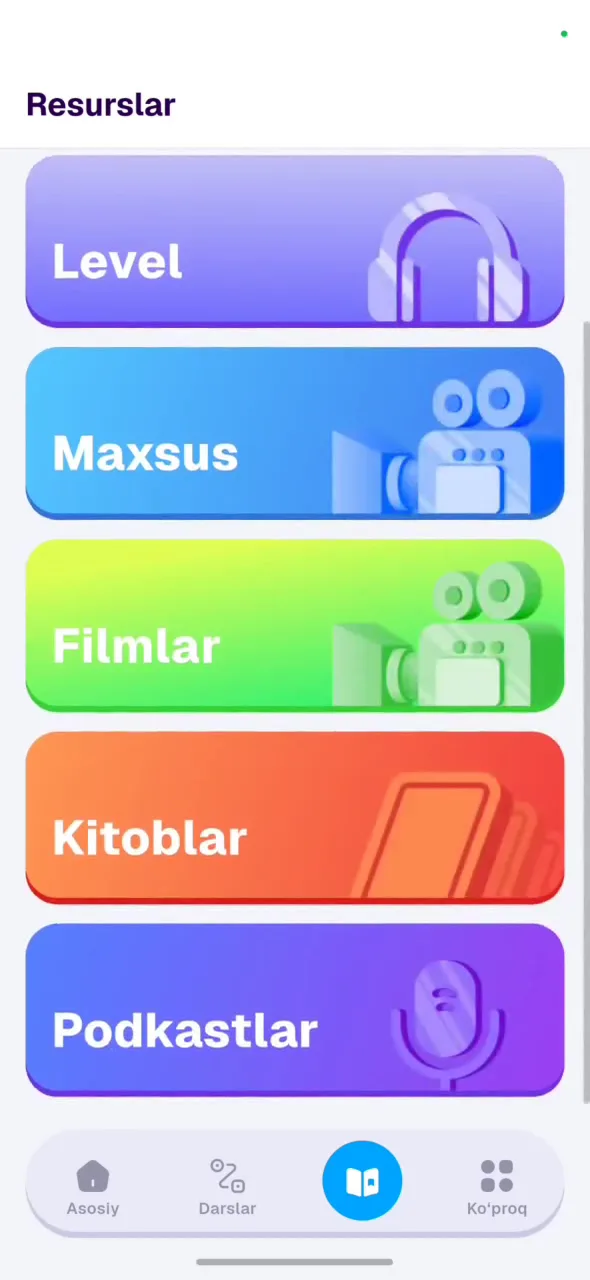 Resurslar
Level
Maxsus
Filmlar
Kitoblar
Podkastlar
Asosiy
Darslar
Koʻproq